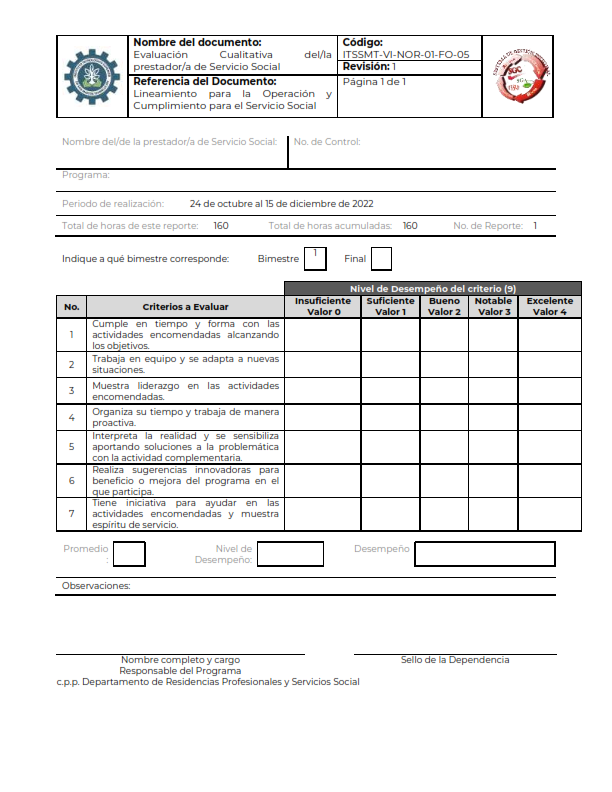 Nombre del documento:
Evaluación Cualitativa del/la
prestador/a de Servicio Social
Código:
ITSSMT-VI-NOR-01-FO-05
Revisión: 1
Referencia del Documento:
Lineamiento para la Operación y
Cumplimiento para el Servicio Social
Página 1 de 1
SGC
Nombre del/de la prestador/a de Servicio Social:
No. de Control:
Programa:
Periodo de realización: 24 de octubre al 15 de diciembre de 2022
Total de horas de este reporte: 160 Total de horas acumuladas: 160 No. de Reporte: 1
Indique a qué bimestre corresponde: Bimestre 1 Final
Nivel de Desempeño del criterio (9)
No. Criterios a Evaluar
Insuficiente Valor 0
Suficiente Valor 1
Bueno Valor 2
Notable Valor 3
Excelente Valor 4
1
Cumple en tiempo y forma con las
actividades encomendadas alcanzando
los objetivos.
2
Trabaja en equipo y se adapta a nuevas
situaciones.
3
Muestra liderazgo en las actividades
encomendadas.
4
Organiza su tiempo y trabaja de manera
proactiva.
5
Interpreta la realidad y se sensibiliza
aportando soluciones a la problemática
con la actividad complementaria.
6
Realiza sugerencias innovadoras para
beneficio o mejora del programa en el
que participa.
7
Tiene iniciativa para ayudar en las
actividades encomendadas y muestra
espíritu de servicio.
Promedio
:
Nivel de
Desempeño:
Desempeño
Observaciones:
Nombre completo y cargo
Responsable del Programa
Sello de la Dependencia
c.p.p. Departamento de Residencias Profesionales y Servicios Social